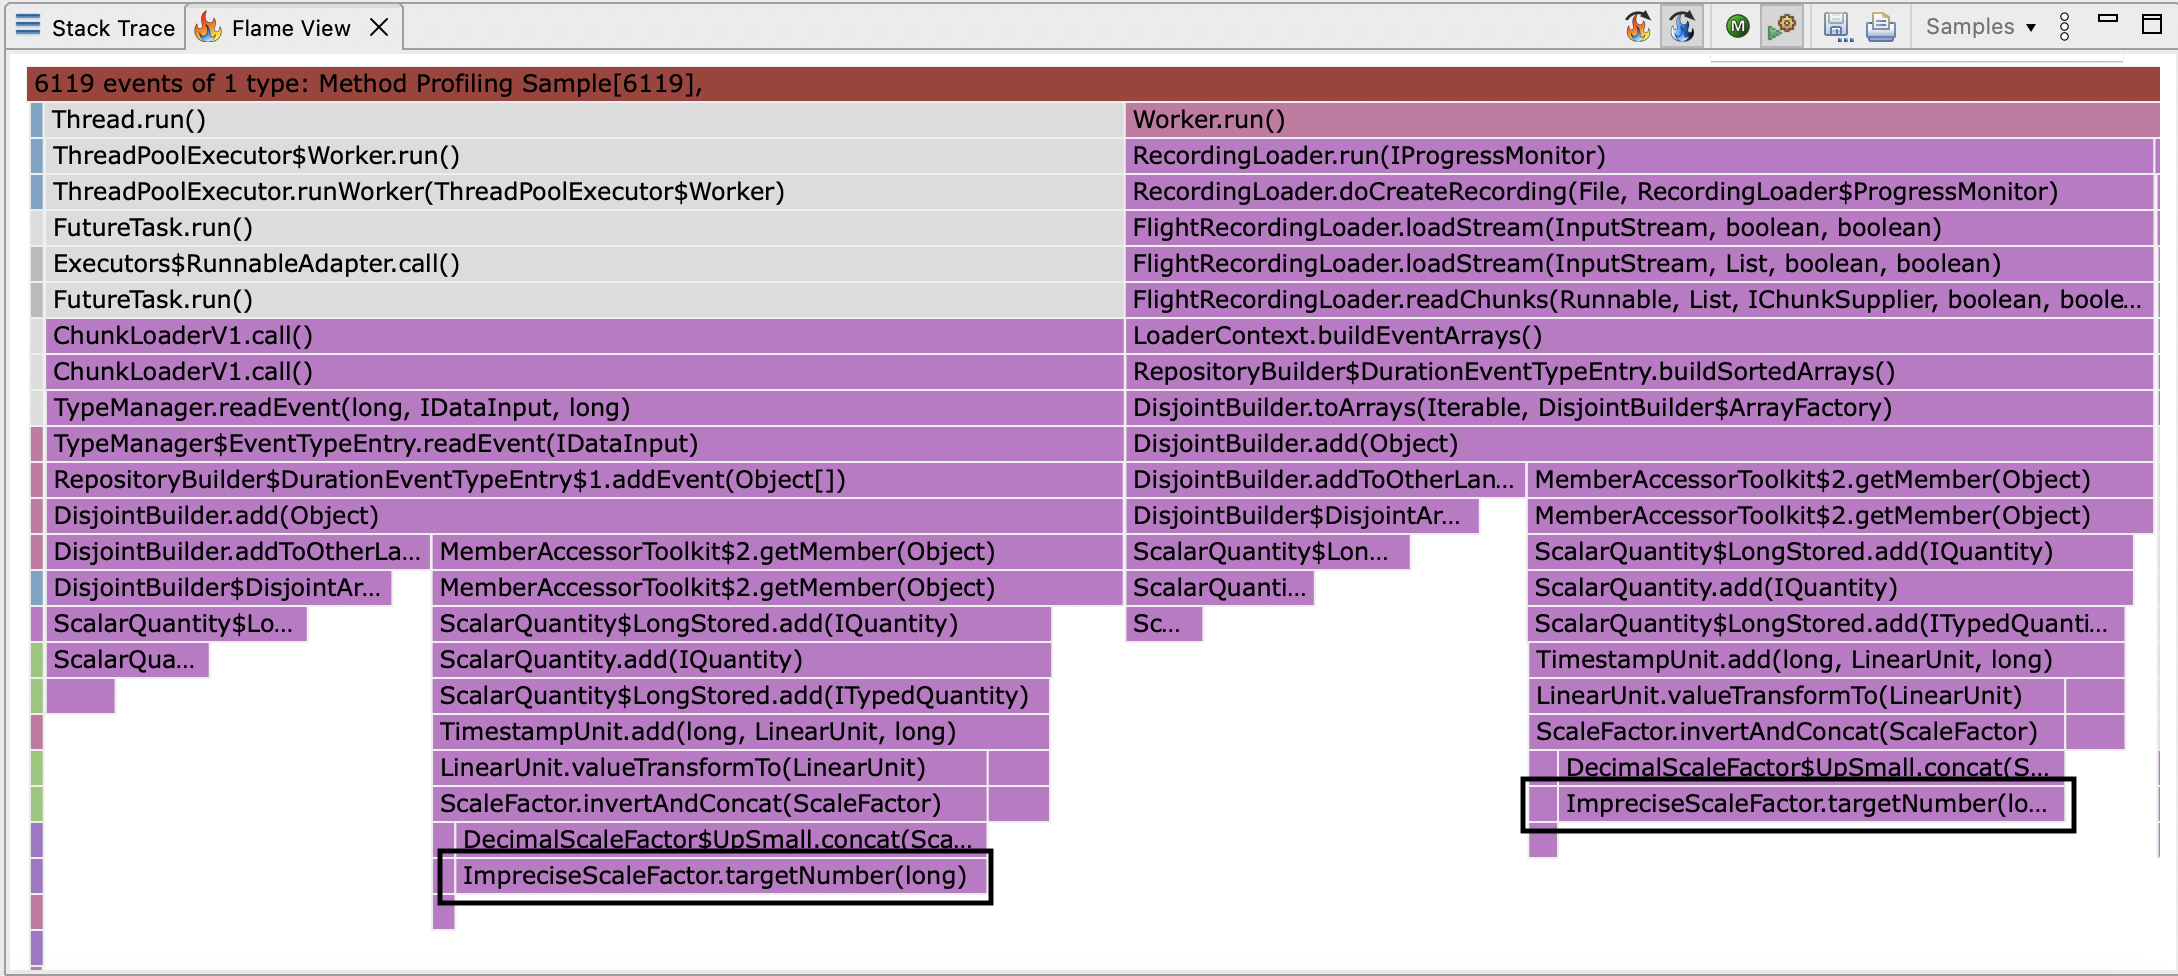 Stack Trace
Flame View
M
Samples
6119 events of 1 type: Method Profiling Sample[6119],
Thread.run()
Worker.run()
ThreadPoolExecutor$Worker.run()
RecordingLoader.run(IProgressMonitor)
ThreadPoolExecutor.runWorker(ThreadPoolExecutor$Worker)
RecordingLoader.doCreateRecording(File, RecordingLoader$ProgressMonitor)
FutureTask.run()
FlightRecordingLoader.loadStream(InputStream, boolean, boolean)
Executors$RunnableAdapter.call()
FlightRecordingLoader.loadStream(InputStream, List, boolean, boolean)
FutureTask.run()
FlightRecordingLoader.readChunks(Runnable, List, IChunkSupplier, boolean, boole...
ChunkLoaderV1.call()
LoaderContext.buildEventArrays()
ChunkLoaderV1.call()
RepositoryBuilder$DurationEventTypeEntry.buildSortedArrays()
TypeManager.readEvent(long, IDataInput, long)
DisjointBuilder.toArrays(Iterable, DisjointBuilder$ArrayFactory)
TypeManager$EventTypeEntry.readEvent(IDataInput)
DisjointBuilder.add(Object)
RepositoryBuilder$DurationEventTypeEntry$1.addEvent(Object[])
DisjointBuilder.addToOtherLan...
MemberAccessorToolkit$2.getMember(Object)
DisjointBuilder.add(Object)
DisjointBuilder$DisjointAr...
MemberAccessorToolkit$2.getMember(Object)
DisjointBuilder.addToOtherLa...
MemberAccessorToolkit$2.getMember(Object)
ScalarQuantity$Lon...
ScalarQuantity$LongStored.add(IQuantity)
DisjointBuilder$DisjointAr...
MemberAccessorToolkit$2.getMember(Object)
ScalarQuanti...
ScalarQuantity.add(IQuantity)
ScalarQuantity$Lo...
ScalarQuantity$LongStored.add(IQuantity)
Sc...
ScalarQuantity$LongStored.add(ITypedQuanti...
ScalarQua...
ScalarQuantity.add(IQuantity)
TimestampUnit.add(long, LinearUnit, long)
ScalarQuantity$LongStored.add(ITypedQuantity)
LinearUnit.valueTransformTo(LinearUnit)
TimestampUnit.add(long, LinearUnit, long)
ScaleFactor.invertAndConcat(ScaleFactor)
LinearUnit.valueTransformTo(LinearUnit)
DecimalScaleFactor$UpSmall.concat(S...
ScaleFactor.invertAndConcat(ScaleFactor)
ImpreciseScaleFactor.targetNumber(lo...
DecimalScaleFactor$UpSmall.concat(Sca...
ImpreciseScaleFactor.targetNumber(long)